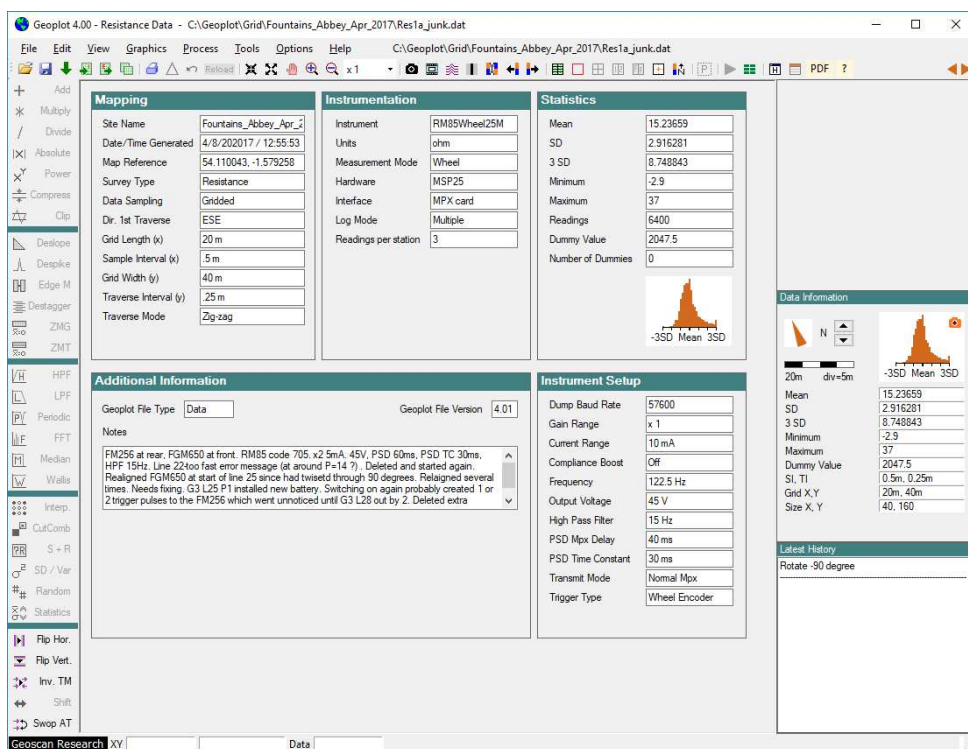 Geoplot 4.00 - Resistance Data - C:\Geoplot\Grid\Fountains_Abbey_Apr_2017\Res1a_junk.dat
File Edit View Graphics Process Tools Options Help C:\Geoplot\Grid\Fountains_Abbey_Apr_2017\Res1a_junk.dat
Reload x 1 H P PDF ?
Add
Multiply
Divide
|X| Absolute
Power
Compress
Clip
Deslope
Despike
Edge M
Destagger
ZMG
ZMT
HPF
LPF
Periodic
FFT
Median
Wallis
Interp.
CutComb
S + R
SD / Var
Random
Statistics
Flip Hor.
Flip Vert.
Inv. TM
Shift
Swop AT
Mapping
Site Name Fountains_Abbey_Apr_2
Date/Time Generated 4/8/202017 / 12:55:53
Map Reference 54.110043, -1.579258
Survey Type Resistance
Data Sampling Gridded
Dir. 1st Traverse ESE
Grid Length (x) 20 m
Sample Interval (x) .5 m
Grid Width (y) 40 m
Traverse Interval (y) .25 m
Traverse Mode Zig-zag
Instrumentation
Instrument RM85Wheel25M
Units ohm
Measurement Mode Wheel
Hardware MSP25
Interface MPX card
Log Mode Multiple
Readings per station 3
Statistics
Mean 15.23659
SD 2.916281
3 SD 8.748843
Minimum -2.9
Maximum 37
Readings 6400
Dummy Value 2047.5
Number of Dummies 0
-3SD Mean 3SD
Additional Information
Geoplot File Type Data Geoplot File Version 4.01
Notes
FM256 at rear, FGM650 at front. RM85 code 705. x2 5mA. 45V, PSD 60ms, PSD TC 30ms,
HPF 15Hz. Line 22-too fast error message (at around P=14 ?) . Deleted and started again.
Realigned FGM650 at start of line 25 since had twisetd through 90 degrees. Relaigned several
times. Needs fixing. G3 L25 P1 installed new battery. Switching on again probably created 1 or
2 trigger pulses to the FM256 which went unnoticed until G3 L28 out by 2. Deleted extra
Instrument Setup
Dump Baud Rate 57600
Gain Range x 1
Current Range 10 mA
Compliance Boost Off
Frequency 122.5 Hz
Output Voltage 45 V
High Pass Filter 15 Hz
PSD Mpx Delay 40 ms
PSD Time Constant 30 ms
Transmit Mode Normal Mpx
Trigger Type Wheel Encoder
Data Information
N
20m div=5m
-3SD Mean 3SD
Mean 15.23659
SD 2.916281
3 SD 8.748843
Minimum -2.9
Maximum 37
Dummy Value 2047.5
SI, TI 0.5m, 0.25m
Grid X,Y 20m, 40m
Size X, Y 40, 160
Latest History
Rotate -90 degree
Geoscan Research XY Data